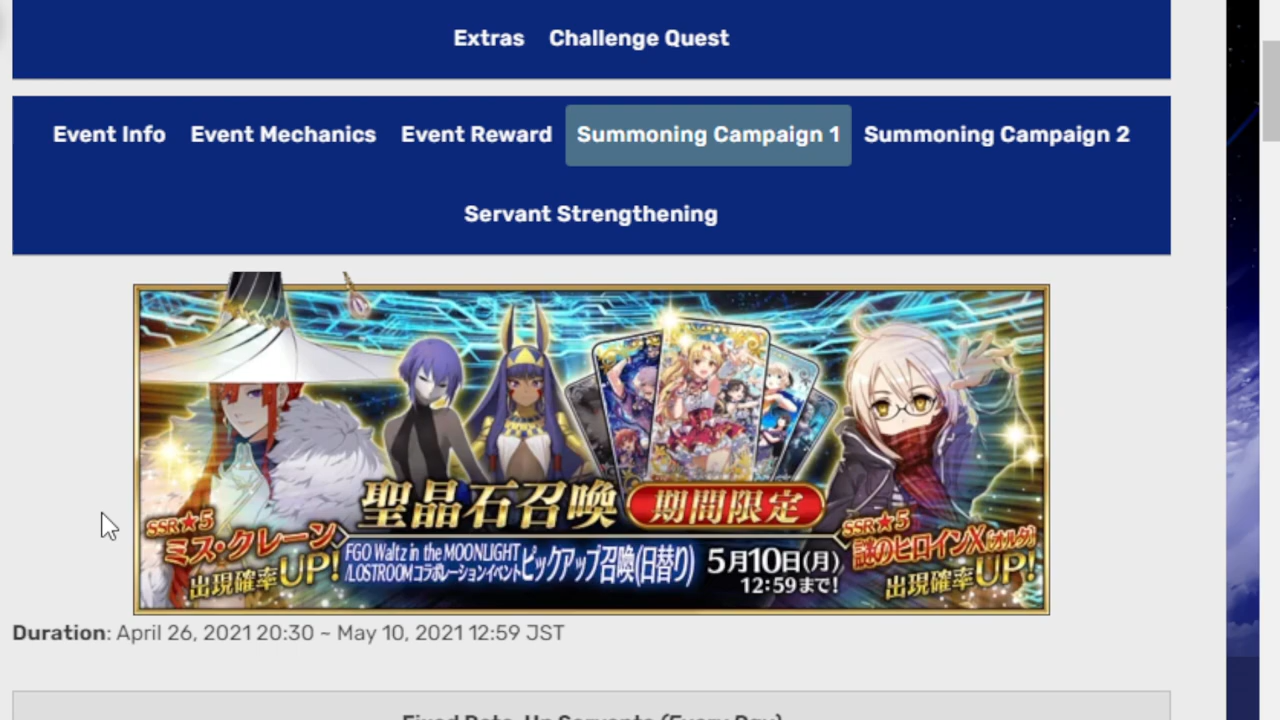 Extras Challenge Quest
Event Info Event Mechanics Event Reward Summoning Campaign 1 Summoning Campaign 2
Servant Strengthening
聖晶石召喚 期間限定
SSR★5
ミス・クレーン
出現確率UP!
FGO Waltz in the MOONLIGHT
/LOSTROOMコラボレーションイベント
ピックアップ召喚(日替り)
5月10日(月)
12:59まで!
SSR★5
謎のヒロインX〔オルタ〕
出現確率UP!
Duration: April 26, 2021 20:30 ~ May 10, 2021 12:59 JST
Fixed Rate-Up Servants (Every Day)